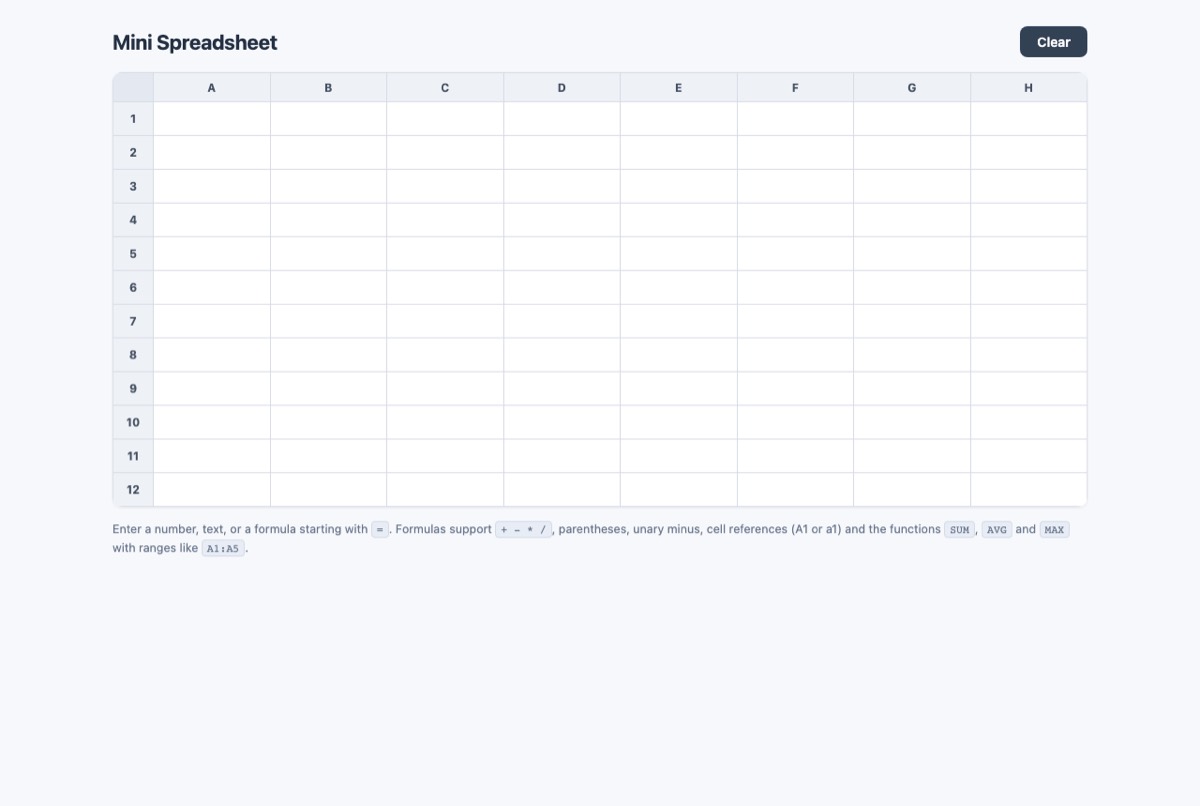 Mini Spreadsheet
Clear
A B C D E F G H
1
2
3
4
5
6
7
8
9
10
11
12
Enter a number, text, or a formula starting with =. Formulas support + − * /, parentheses, unary minus, cell references (A1 or a1) and the functions SUM, AVG and MAX
with ranges like A1:A5.